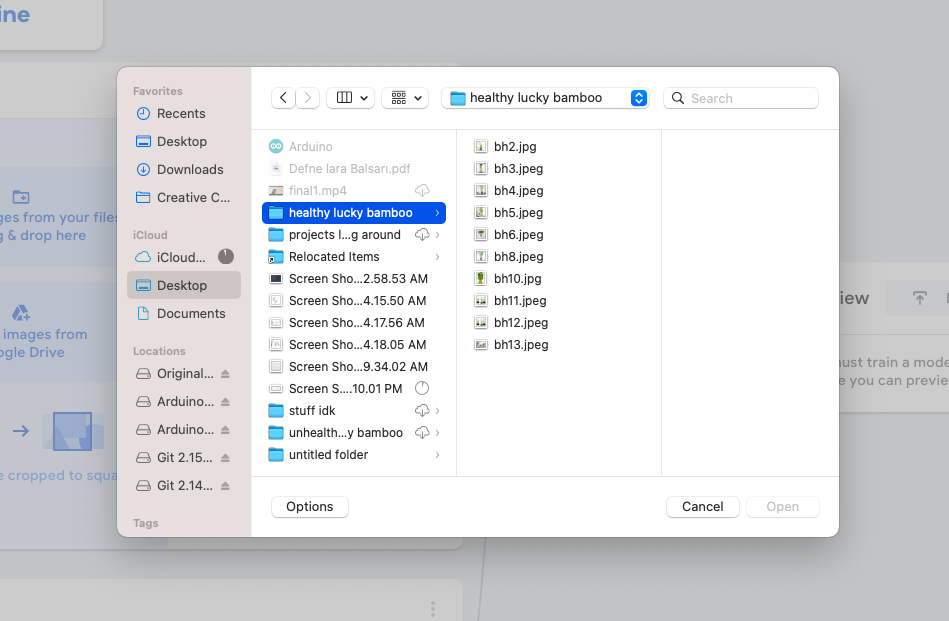 ine
ges from your files
g & drop here
images from
ogle Drive
e cropped to squa
Favorites
Recents
Desktop
Downloads
Creative C...
iCloud
iCloud...
Desktop
Documents
Locations
Original...
Arduino...
Arduino...
Git 2.15...
Git 2.14...
Tags
healthy lucky bamboo
Search
Arduino
Defne lara Balsarı.pdf
final1.mp4
healthy lucky bamboo
projects l...g around
Relocated Items
Screen Sho...2.58.53 AM
Screen Sho...4.15.50 AM
Screen Sho...4.17.56 AM
Screen Sho...4.18.05 AM
Screen Sho...9.34.02 AM
Screen S....10.01 PM
stuff idk
unhealth...y bamboo
untitled folder
bh2.jpg
bh3.jpeg
bh4.jpeg
bh5.jpeg
bh6.jpeg
bh8.jpeg
bh10.jpg
bh11.jpeg
bh12.jpeg
bh13.jpeg
Options
Cancel
Open
iew
ust train a mode
e you can previe